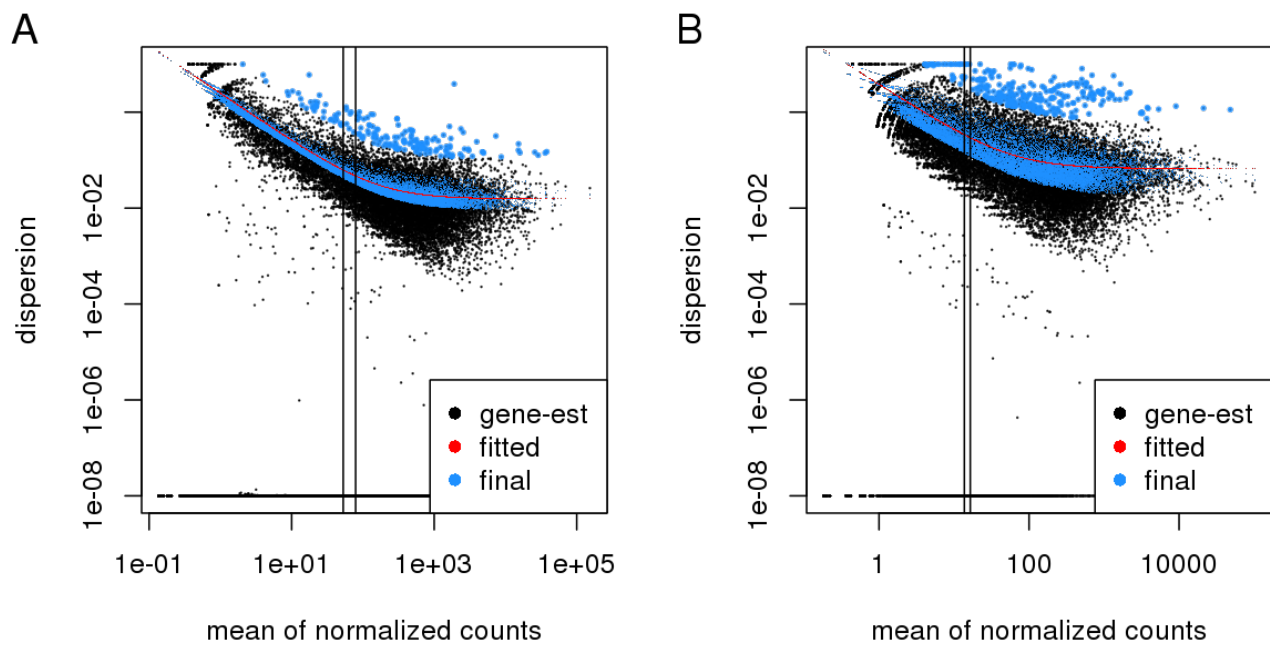 A
dispersion
1e-02
1e-04
1e-06
1e-08
gene-est
fitted
final
1e-01
1e+01
1e+03
1e+05
mean of normalized counts
B
dispersion
1e-02
1e-04
1e-06
1e-08
gene-est
fitted
final
1
100
10000
mean of normalized counts